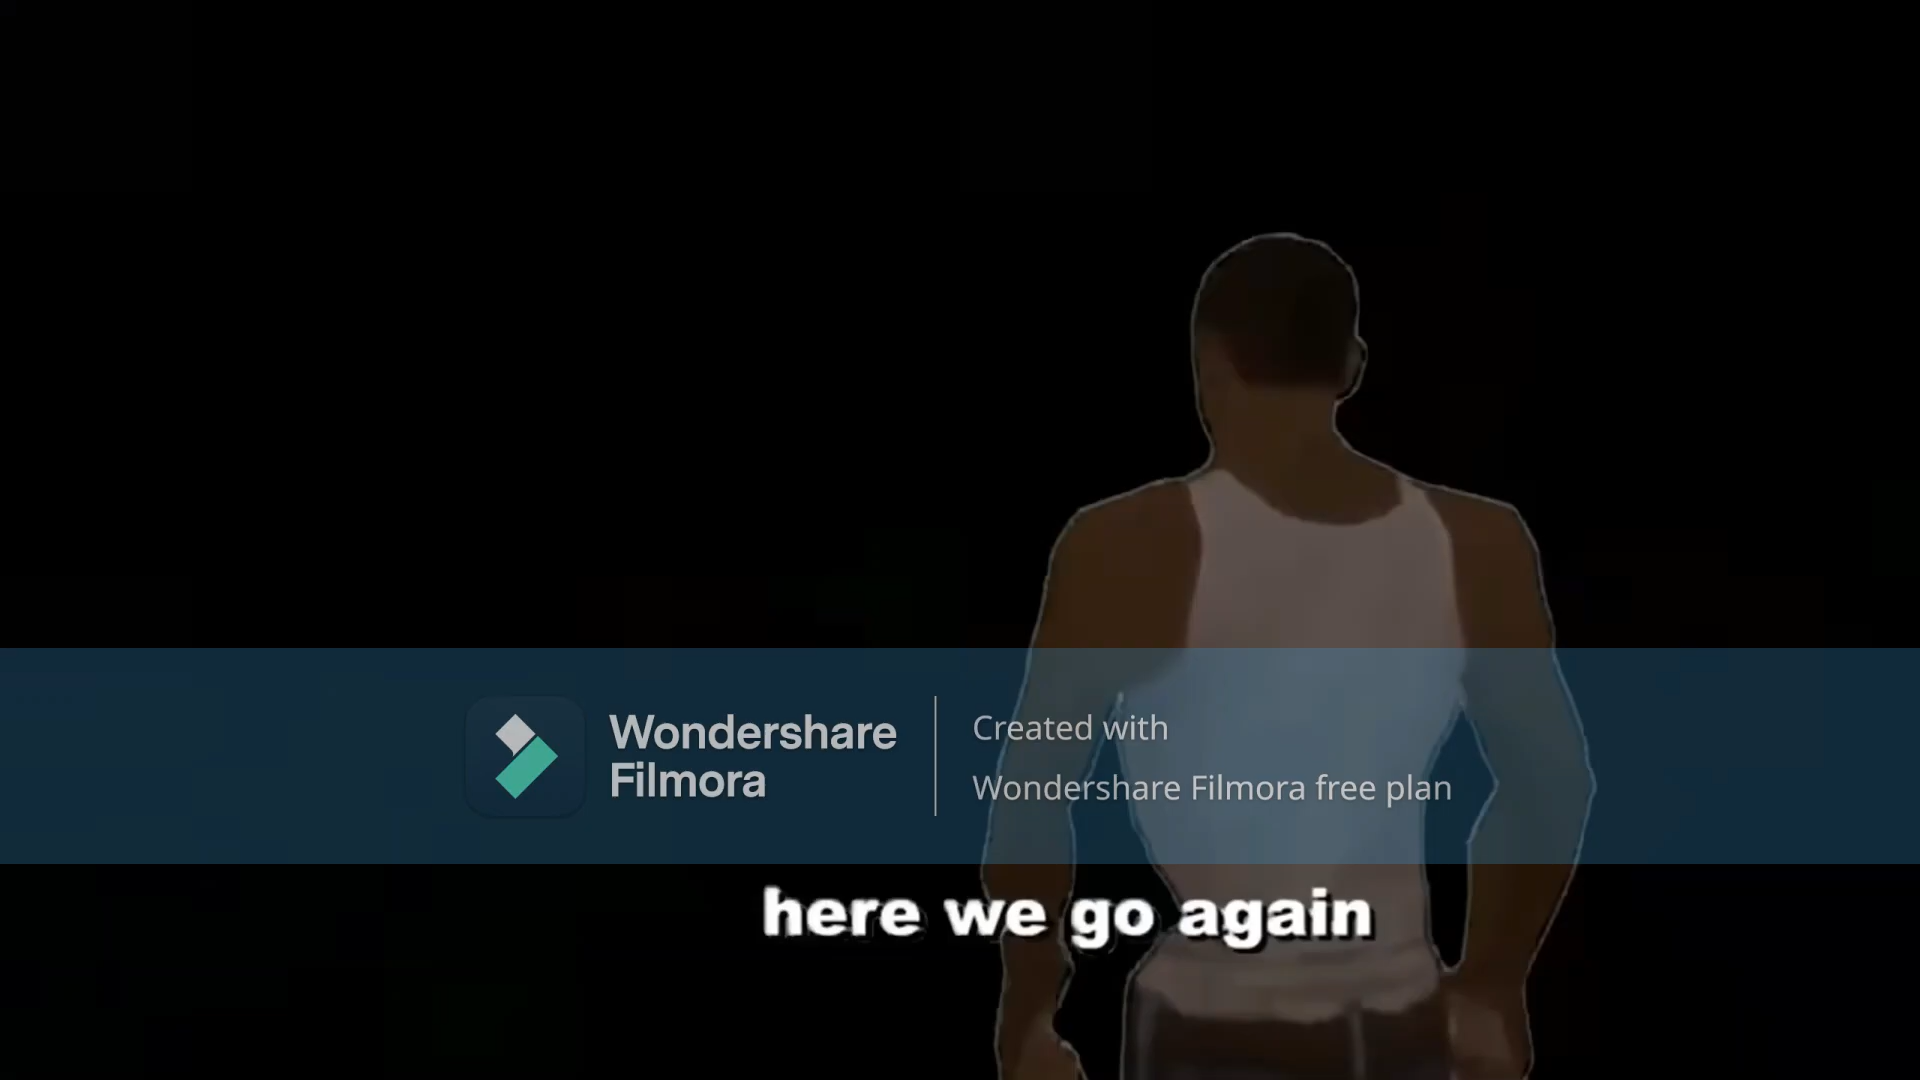 Wondershare
Filmora
Created with
Wondershare Filmora free plan
here we go again